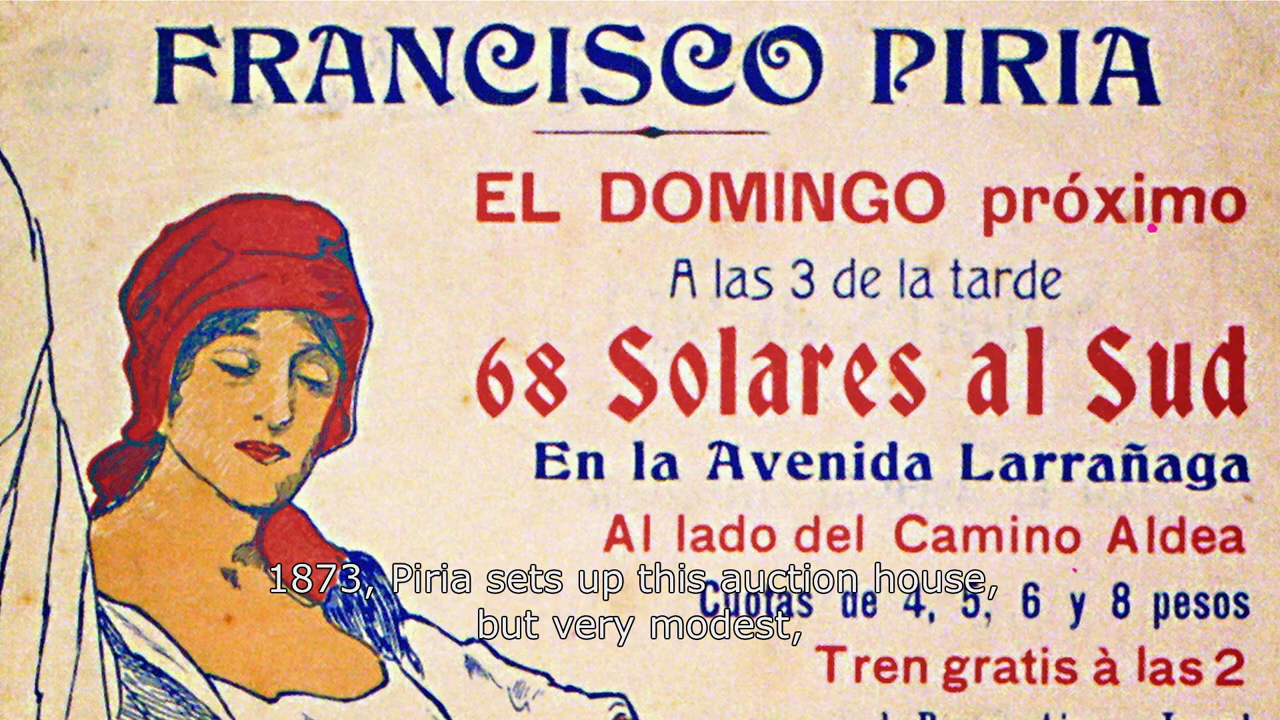 FRANCISCO PIRIA
EL DOMINGO próximo
A las 3 de la tarde
68 Solares al Sud
En la Avenida Larrañaga
Al lado del Camino Aldea
1873, Piria sets up this auction house,
Cuotas de 4, 5, 6 y 8 pesos
but very modest,
Tren gratis à las 2